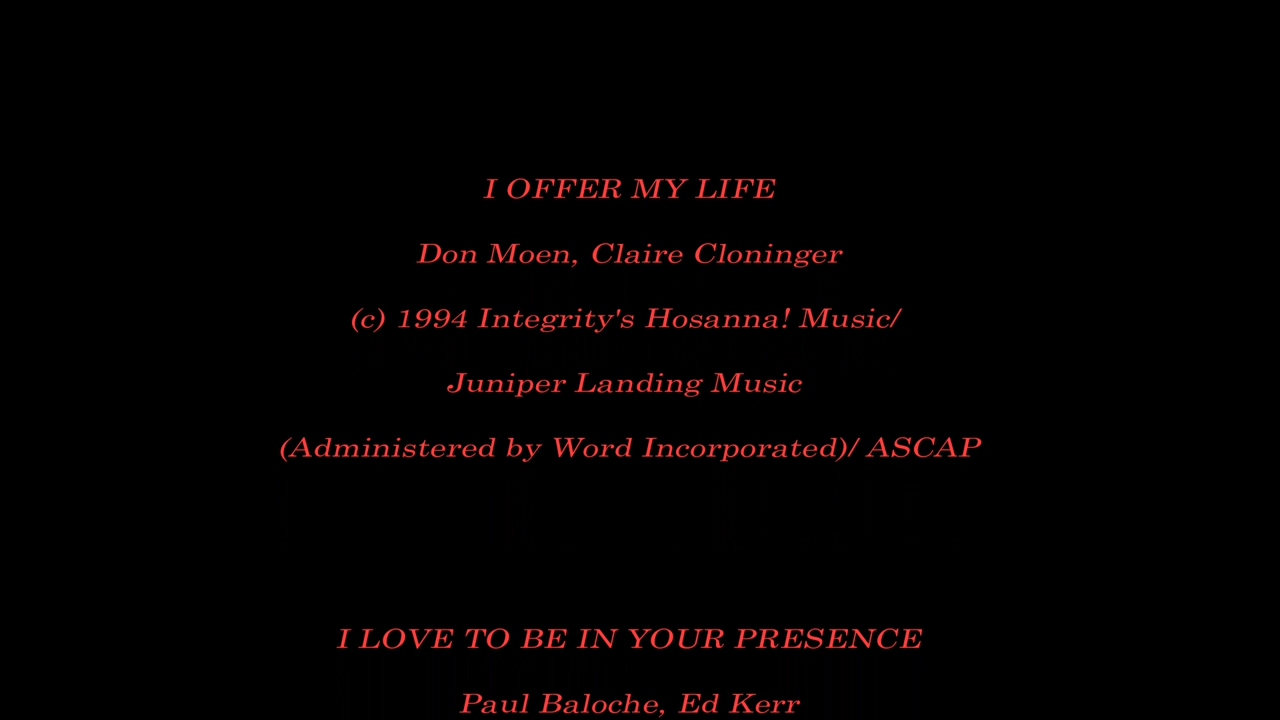 I OFFER MY LIFE
Don Moen, Claire Cloninger
(c) 1994 Integrity's Hosanna! Music/
Juniper Landing Music
(Administered by Word Incorporated)/ ASCAP
I LOVE TO BE IN YOUR PRESENCE
Paul Baloche, Ed Kerr